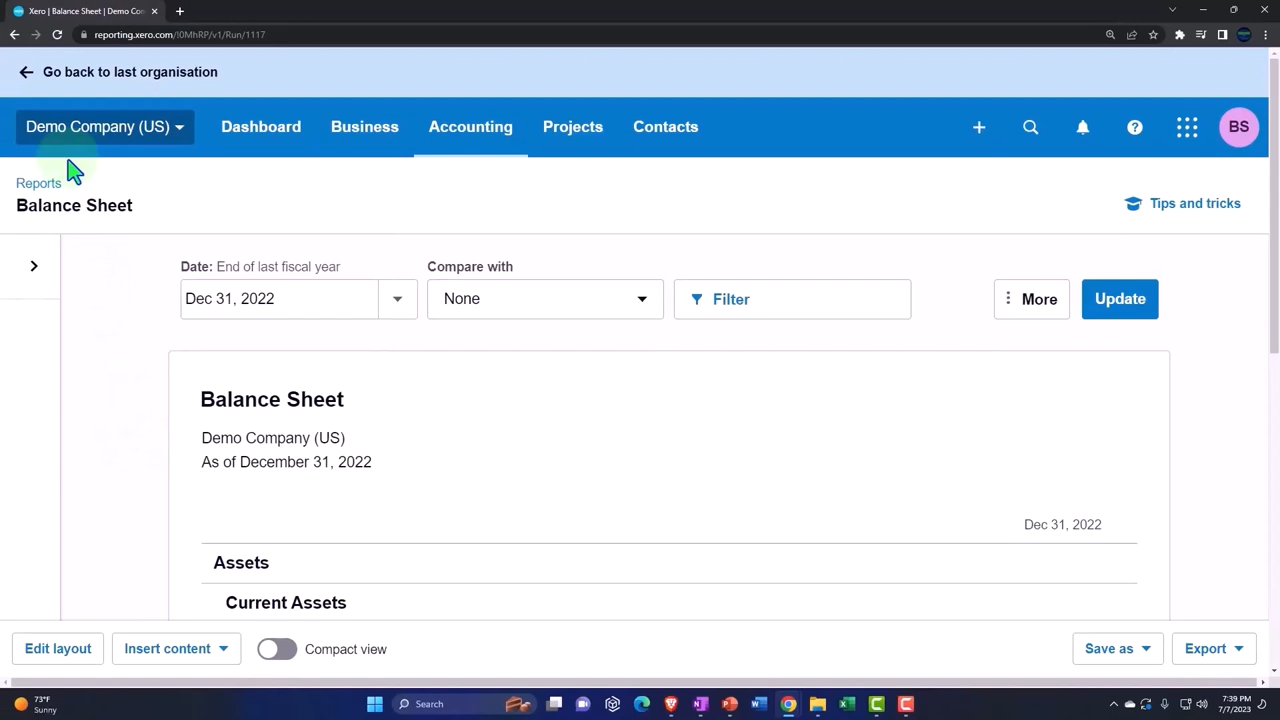 Xero | Balance Sheet | Demo Co
reporting.xero.com/!0MhRP/v1/Run/1117
Go back to last organisation
Demo Company (US)
Dashboard
Business
Accounting
Projects
Contacts
BS
Reports
Balance Sheet
Tips and tricks
Date: End of last fiscal year
Compare with
Dec 31, 2022
None
Filter
More
Update
Balance Sheet
Demo Company (US)
As of December 31, 2022
Dec 31, 2022
Assets
Current Assets
Edit layout
Insert content
Compact view
Save as
Export
73°F
Sunny
Search
7:39 PM
7/7/2023